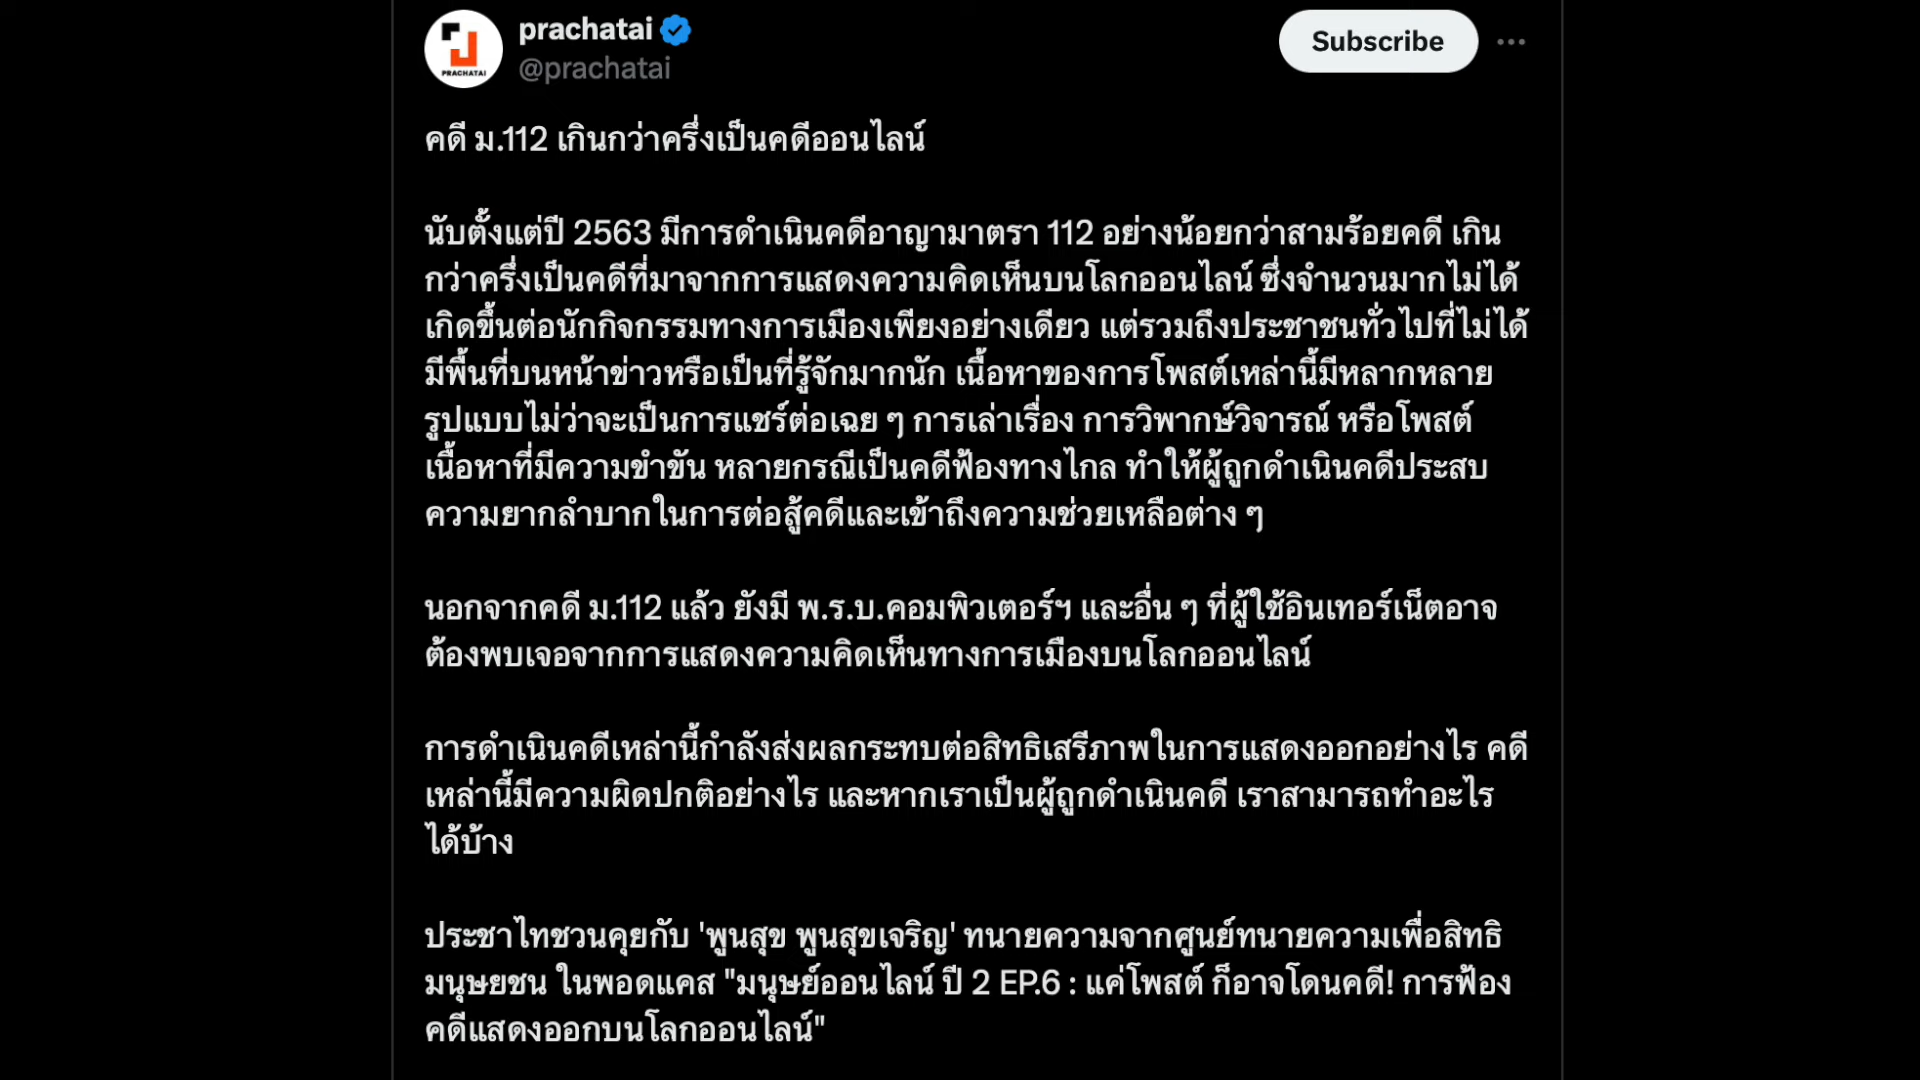 prachatai
@prachatai
Subscribe
PRACHATAI
คดี ม.112 เกินกว่าครึ่งเป็นคดีออนไลน์
นับตั้งแต่ปี 2563 มีการดำเนินคดีอาญามาตรา 112 อย่างน้อยกว่าสามร้อยคดี เกิน
กว่าครึ่งเป็นคดีที่มาจากการแสดงความคิดเห็นบนโลกออนไลน์ ซึ่งจำนวนมากไม่ได้
เกิดขึ้นต่อนักกิจกรรมทางการเมืองเพียงอย่างเดียว แต่รวมถึงประชาชนทั่วไปที่ไม่ได้
มีพื้นที่บนหน้าข่าวหรือเป็นที่รู้จักมากนัก เนื้อหาของการโพสต์เหล่านี้มีหลากหลาย
รูปแบบไม่ว่าจะเป็นการแชร์ต่อเฉย ๆ การเล่าเรื่อง การวิพากษ์วิจารณ์ หรือโพสต์
เนื้อหาที่มีความขำขัน หลายกรณีเป็นคดีฟ้องทางไกล ทำให้ผู้ถูกดำเนินคดีประสบ
ความยากลำบากในการต่อสู้คดีและเข้าถึงความช่วยเหลือต่าง ๆ
นอกจากคดี ม.112 แล้ว ยังมี พ.ร.บ.คอมพิวเตอร์ฯ และอื่น ๆ ที่ผู้ใช้อินเทอร์เน็ตอาจ
ต้องพบเจอจากการแสดงความคิดเห็นทางการเมืองบนโลกออนไลน์
การดำเนินคดีเหล่านี้กำลังส่งผลกระทบต่อสิทธิเสรีภาพในการแสดงออกอย่างไร คดี
เหล่านี้มีความผิดปกติอย่างไร และหากเราเป็นผู้ถูกดำเนินคดี เราสามารถทำอะไร
ได้บ้าง
ประชาไทชวนคุยกับ 'พูนสุข พูนสุขเจริญ' ทนายความจากศูนย์ทนายความเพื่อสิทธิ
มนุษยชน ในพอดแคส "มนุษย์ออนไลน์ ปี 2 EP.6 : แค่โพสต์ ก็อาจโดนคดี! การฟ้อง
คดีแสดงออกบนโลกออนไลน์"